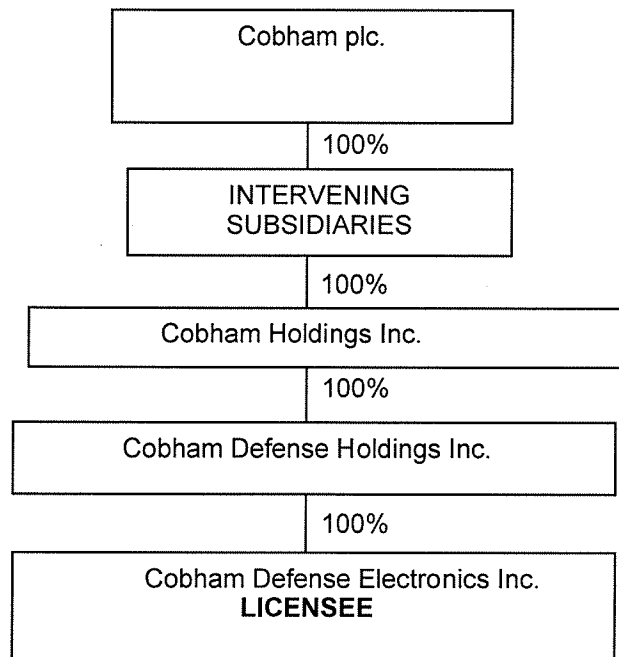 Cobham plc.
100%
INTERVENING
SUBSIDIARIES
100%
Cobham Holdings Inc.
100%
Cobham Defense Holdings Inc.
100%
Cobham Defense Electronics Inc.
LICENSEE